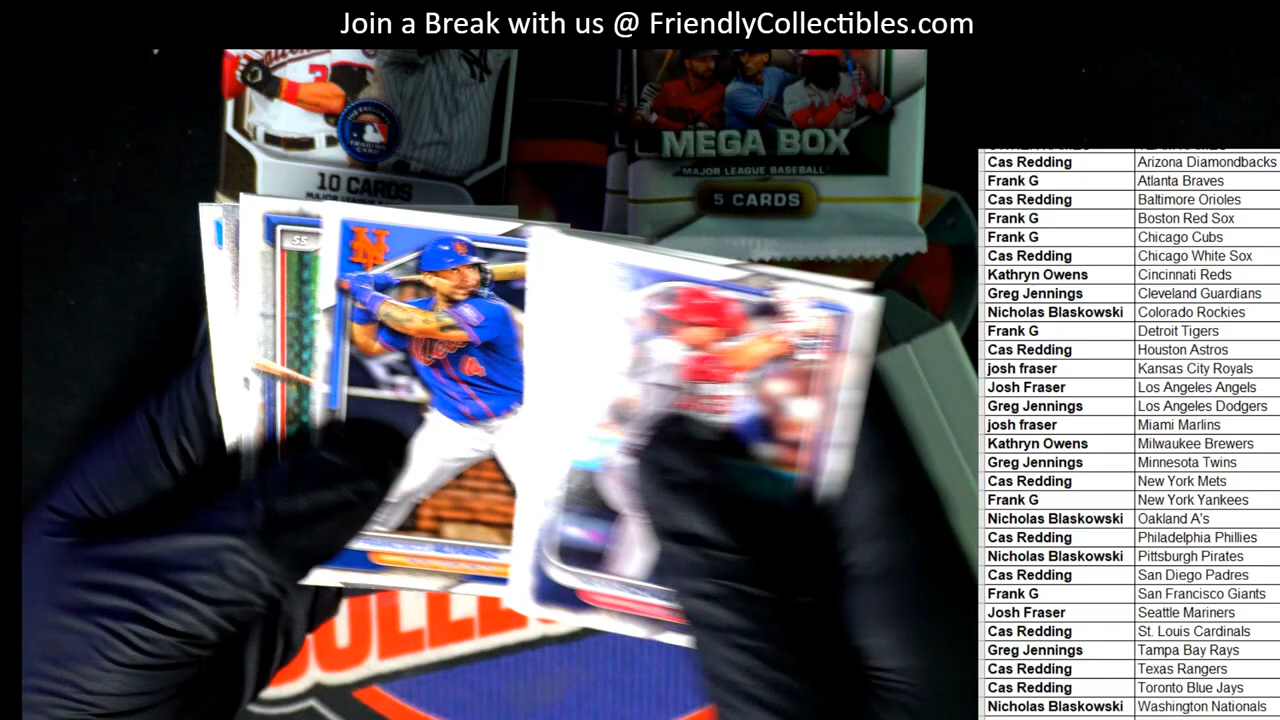 Join a Break with us @ FriendlyCollectibles.com
MEGA BOX
MAJOR LEAGUE BASEBALL
5 CARDS
10 CARDS
SS
Cas Redding Arizona Diamondbacks
Frank G Atlanta Braves
Cas Redding Baltimore Orioles
Frank G Boston Red Sox
Frank G Chicago Cubs
Cas Redding Chicago White Sox
Kathryn Owens Cincinnati Reds
Greg Jennings Cleveland Guardians
Nicholas Blaskowski Colorado Rockies
Frank G Detroit Tigers
Cas Redding Houston Astros
josh fraser Kansas City Royals
Josh Fraser Los Angeles Angels
Greg Jennings Los Angeles Dodgers
josh fraser Miami Marlins
Kathryn Owens Milwaukee Brewers
Greg Jennings Minnesota Twins
Cas Redding New York Mets
Frank G New York Yankees
Nicholas Blaskowski Oakland A's
Cas Redding Philadelphia Phillies
Nicholas Blaskowski Pittsburgh Pirates
Cas Redding San Diego Padres
Frank G San Francisco Giants
Josh Fraser Seattle Mariners
Cas Redding St. Louis Cardinals
Greg Jennings Tampa Bay Rays
Cas Redding Texas Rangers
Cas Redding Toronto Blue Jays
Nicholas Blaskowski Washington Nationals